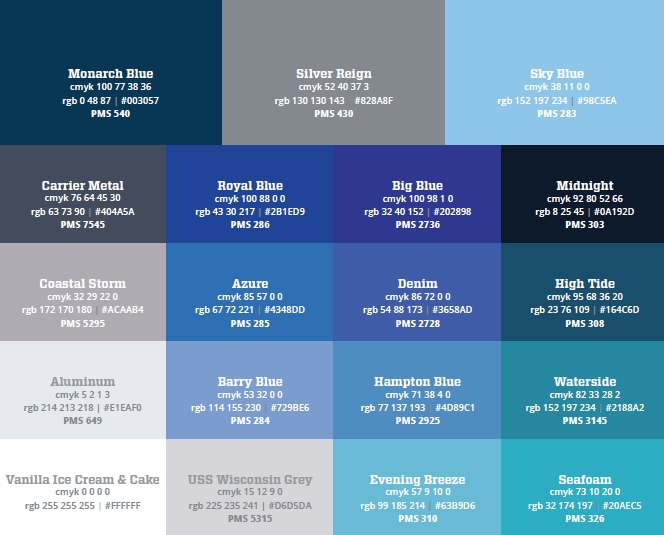 Monarch Blue
cmyk 100 77 38 36
rgb 0 48 87 | #003057
PMS 540
Silver Reign
cmyk 52 40 37 3
rgb 130 130 143 #828A8F
PMS 430
Sky Blue
cmyk 38 11 0 0
rgb 152 197 234 | #98C5EA
PMS 283
Carrier Metal
cmyk 76 64 45 30
rgb 63 73 90 | #404A5A
PMS 7545
Royal Blue
cmyk 100 88 0 0
rgb 43 30 217 | #2B1ED9
PMS 286
Big Blue
cmyk 100 98 1 0
rgb 32 40 152 | #202898
PMS 2736
Midnight
cmyk 92 80 52 66
rgb 8 25 45 | #0A192D
PMS 303
Coastal Storm
cmyk 32 29 22 0
rgb 172 170 180 | #ACAAB4
PMS 5295
Azure
cmyk 85 57 0 0
rgb 67 72 221 | #4348DD
PMS 285
Denim
cmyk 86 72 0 0
rgb 54 88 173 | #3658AD
PMS 2728
High Tide
cmyk 95 68 36 20
rgb 23 76 109 | #164C6D
PMS 308
Aluminum
cmyk 5 2 1 3
rgb 214 213 218 | #E1EAF0
PMS 649
Barry Blue
cmyk 53 32 0 0
rgb 114 155 230 | #729BE6
PMS 284
Hampton Blue
cmyk 71 38 4 0
rgb 77 137 193 | #4D89C1
PMS 2925
Waterside
cmyk 82 33 28 2
rgb 152 197 234 | #2188A2
PMS 3145
Vanilla Ice Cream & Cake
cmyk 0 0 0 0
rgb 255 255 255 | #FFFFFF
USS Wisconsin Grey
cmyk 15 12 9 0
rgb 225 235 241 | #D6D5DA
PMS 5315
Evening Breeze
cmyk 57 9 10 0
rgb 99 185 214 | #63B9D6
PMS 310
Seafoam
cmyk 73 10 20 0
rgb 32 174 197 | #20AEC5
PMS 326